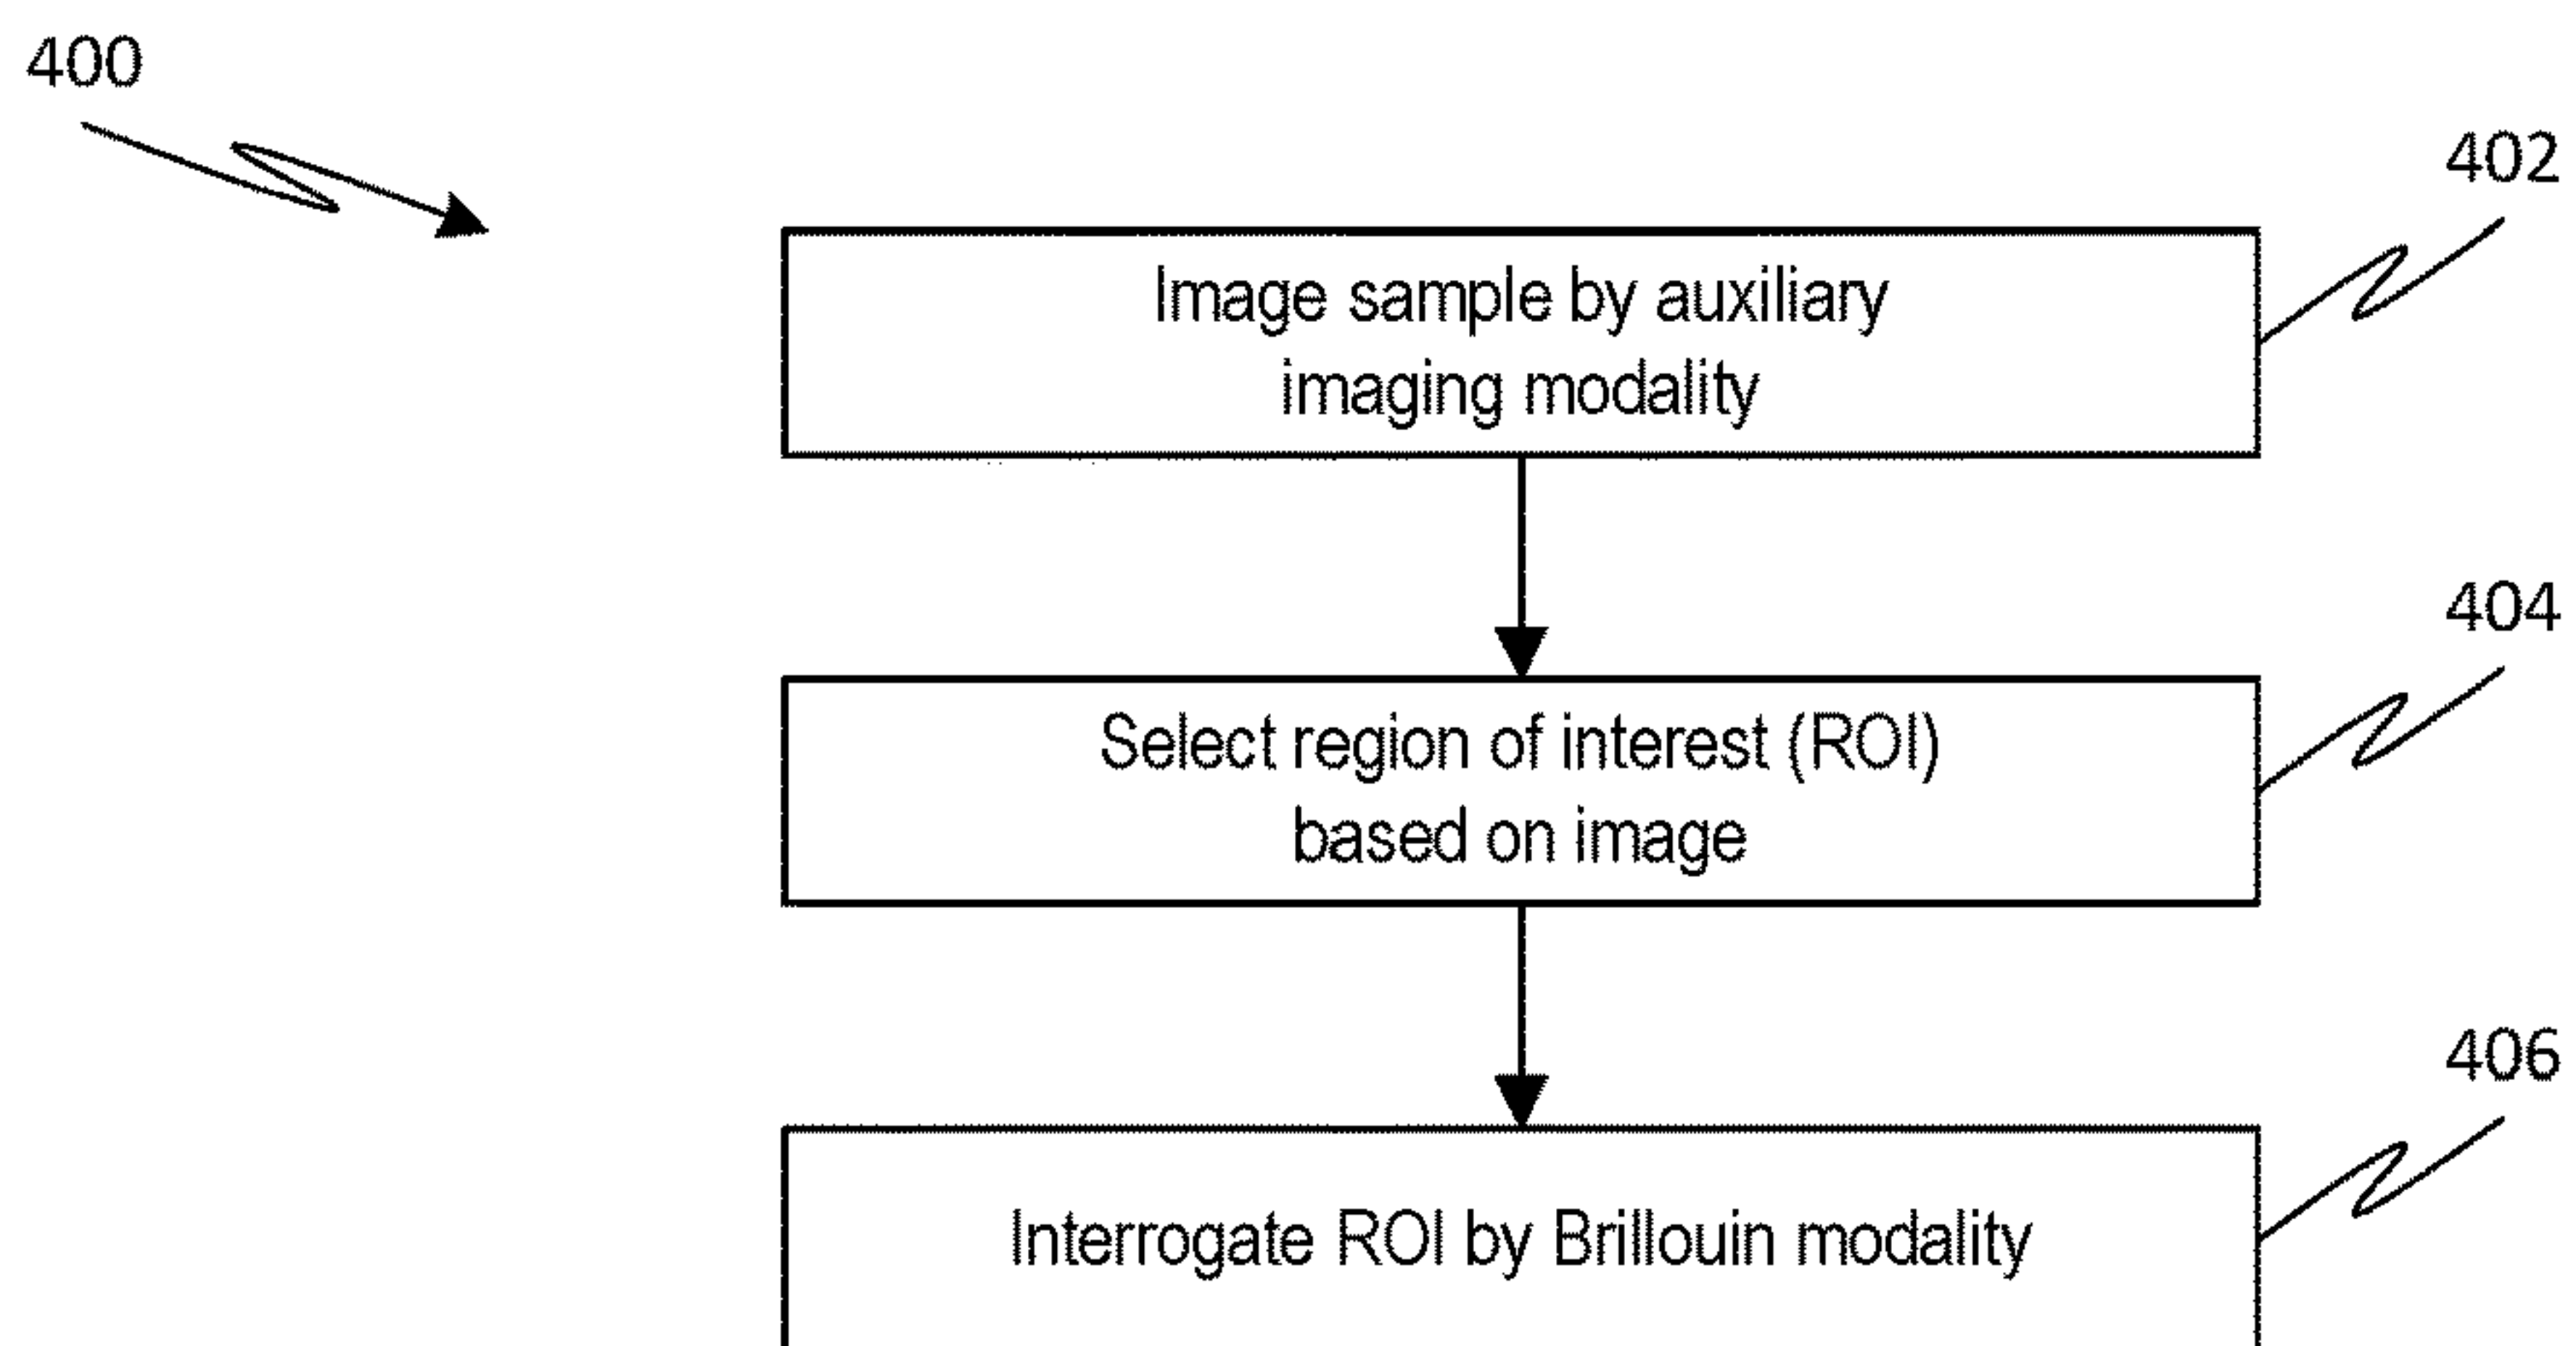 400
402
Image sample by auxiliary
imaging modality
404
Select region of interest (ROI)
based on image
406
Interrogate ROI by Brillouin modality